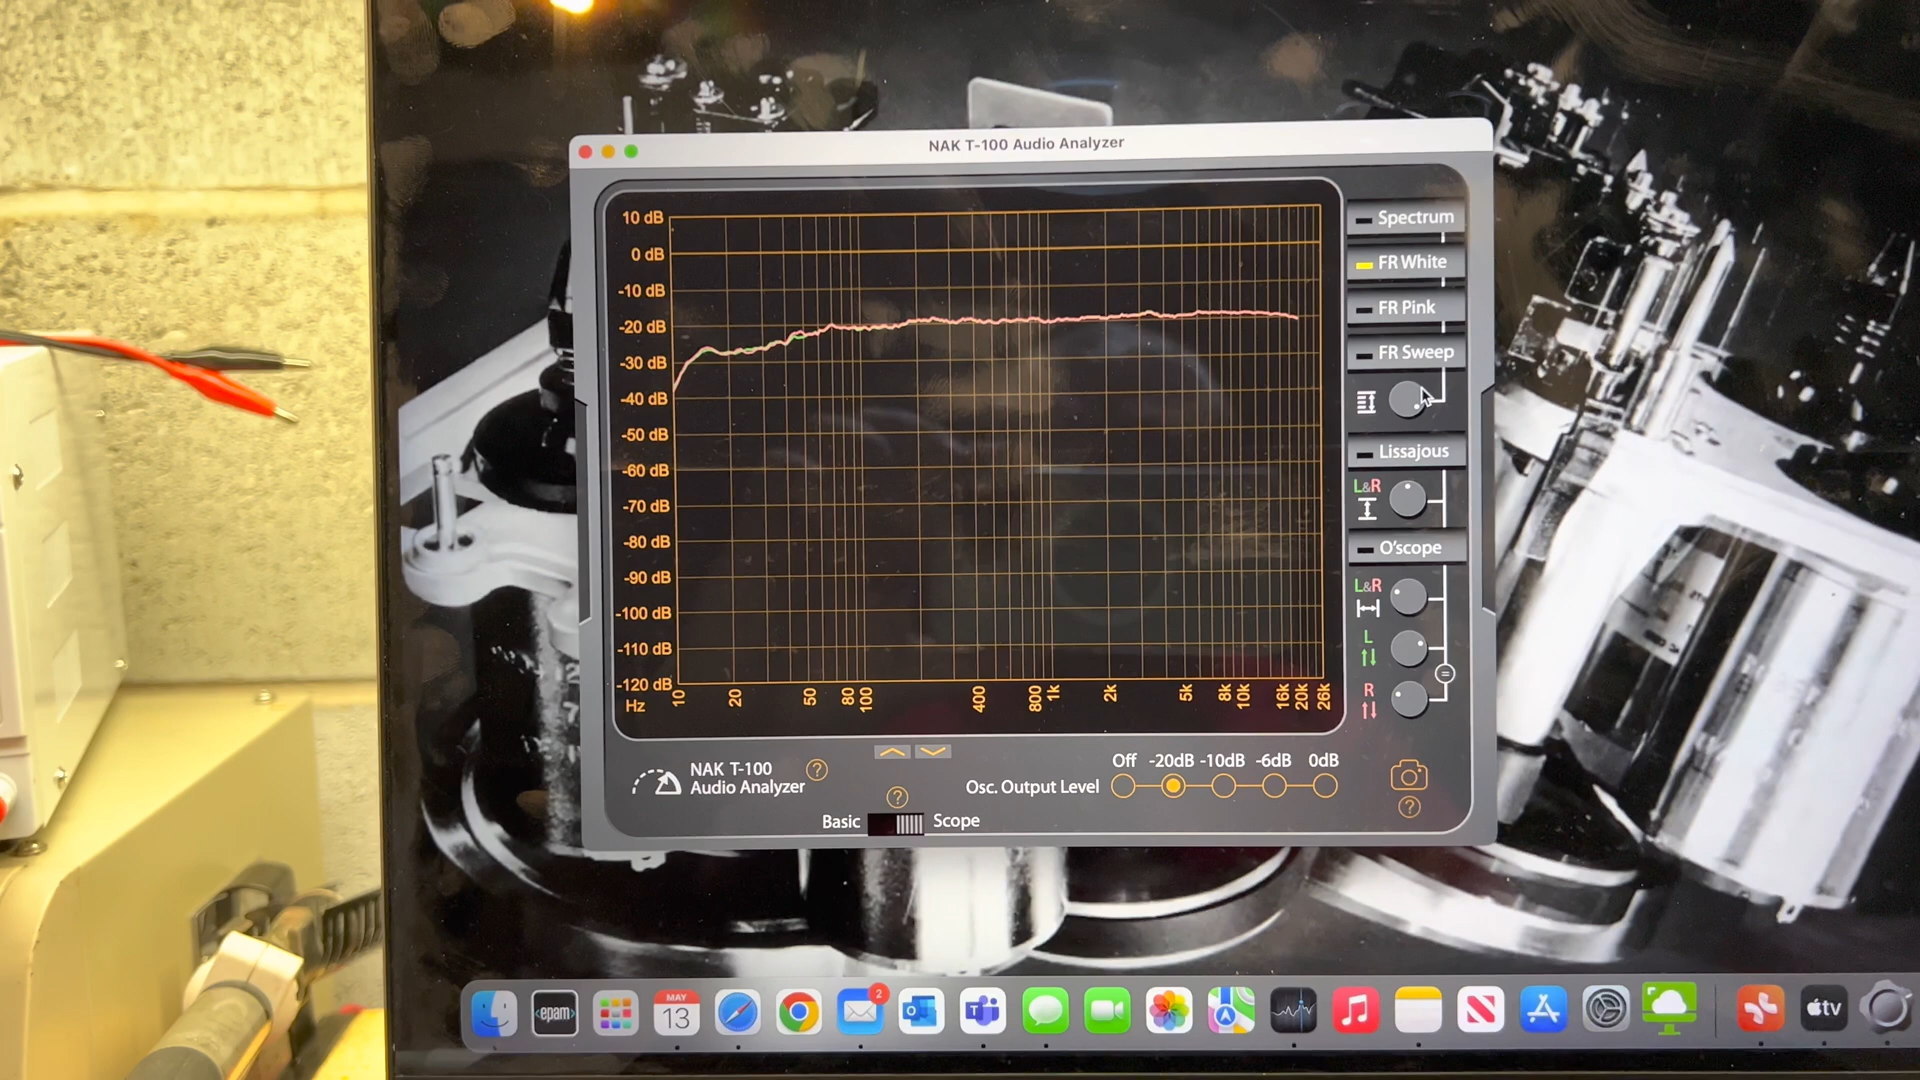 NAK T-100 Audio Analyzer
10 dB
0 dB
-10 dB
-20 dB
-30 dB
-40 dB
-50 dB
-60 dB
-70 dB
-80 dB
-90 dB
-100 dB
-110 dB
-120 dB
Hz 10 20 50 80 100 400 800 1k 2k 5k 8k 10k 16k 20k 26k
Spectrum
FR White
FR Pink
FR Sweep
Lissajous
L&R
O'scope
L&R
L
R
=
NAK T-100 ?
Audio Analyzer
?
Basic Scope
Off -20dB -10dB -6dB 0dB
Osc. Output Level
?
<epam>
MAY
13
2
T
N
tv